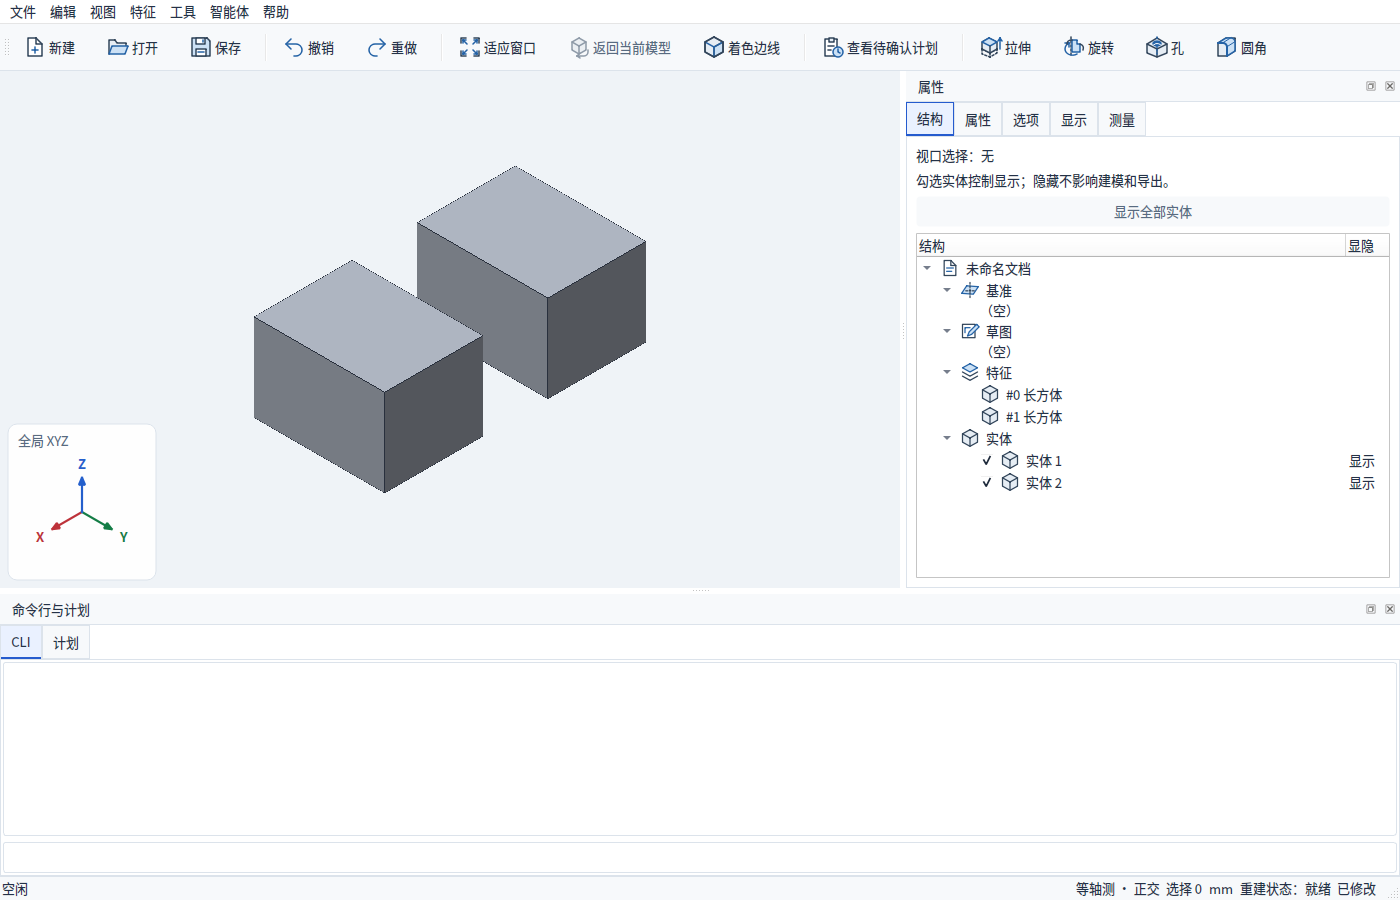 文件 编辑 视图 特征 工具 智能体 帮助
新建 打开 保存 撤销 重做 适应窗口 返回当前模型 着色边线 查看待确认计划 拉伸 旋转 孔 圆角
属性
结构 属性 选项 显示 测量
视口选择：无
勾选实体控制显示；隐藏不影响建模和导出。
显示全部实体
结构 显隐
未命名文档
基准
（空）
草图
（空）
特征
#0 长方体
#1 长方体
实体
实体 1 显示
实体 2 显示
全局 XYZ
Z
X Y
命令行与计划
CLI 计划
空闲 等轴测 · 正交 选择 0 mm 重建状态：就绪 已修改